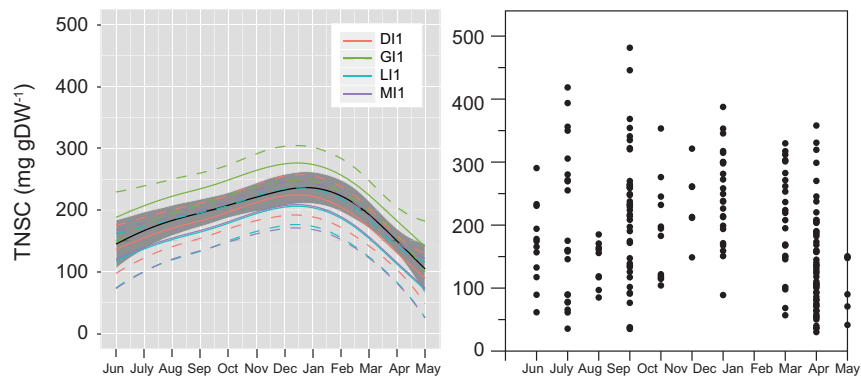 TNSC (mg gDW-1)
500
400
300
200
100
0
DI1
GI1
LI1
MI1
Jun July Aug Sep Oct Nov Dec Jan Feb Mar Apr May
500
400
300
200
100
0
Jun July Aug Sep Oct Nov Dec Jan Feb Mar Apr May